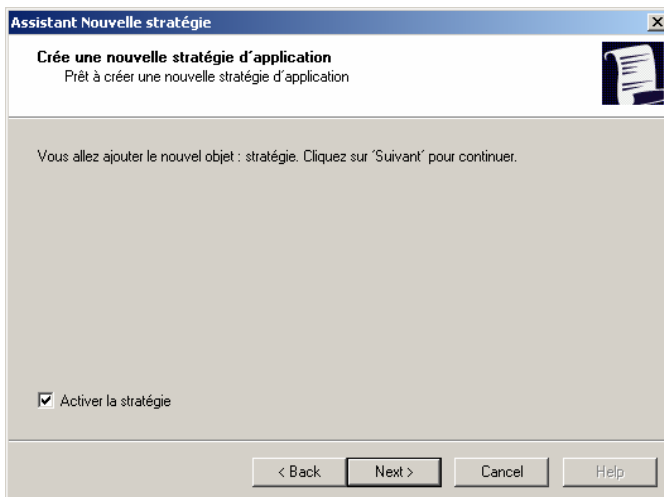 Assistant Nouvelle stratégie
Crée une nouvelle stratégie d'application
Prêt à créer une nouvelle stratégie d'application
Vous allez ajouter le nouvel objet : stratégie. Cliquez sur 'Suivant' pour continuer.
Activer la stratégie
< Back Next > Cancel Help